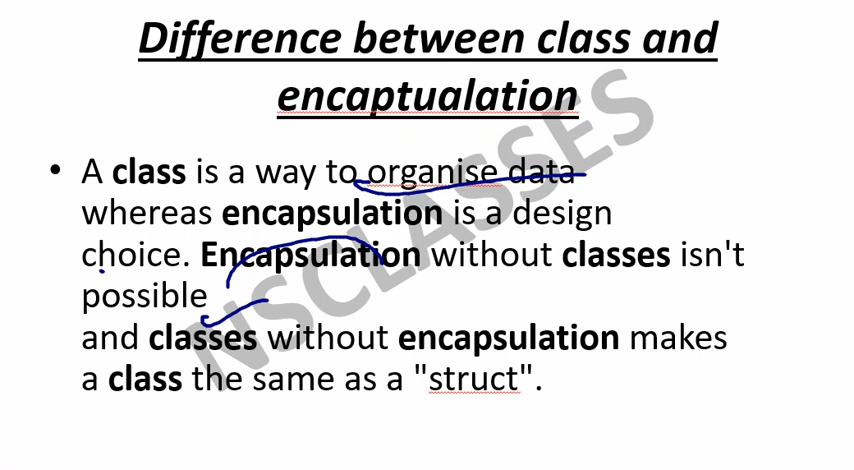 Difference between class and
encaptualation
• A class is a way to organise data
whereas encapsulation is a design
choice. Encapsulation without classes isn't
possible
and classes without encapsulation makes
a class the same as a "struct".
NSCLASSES